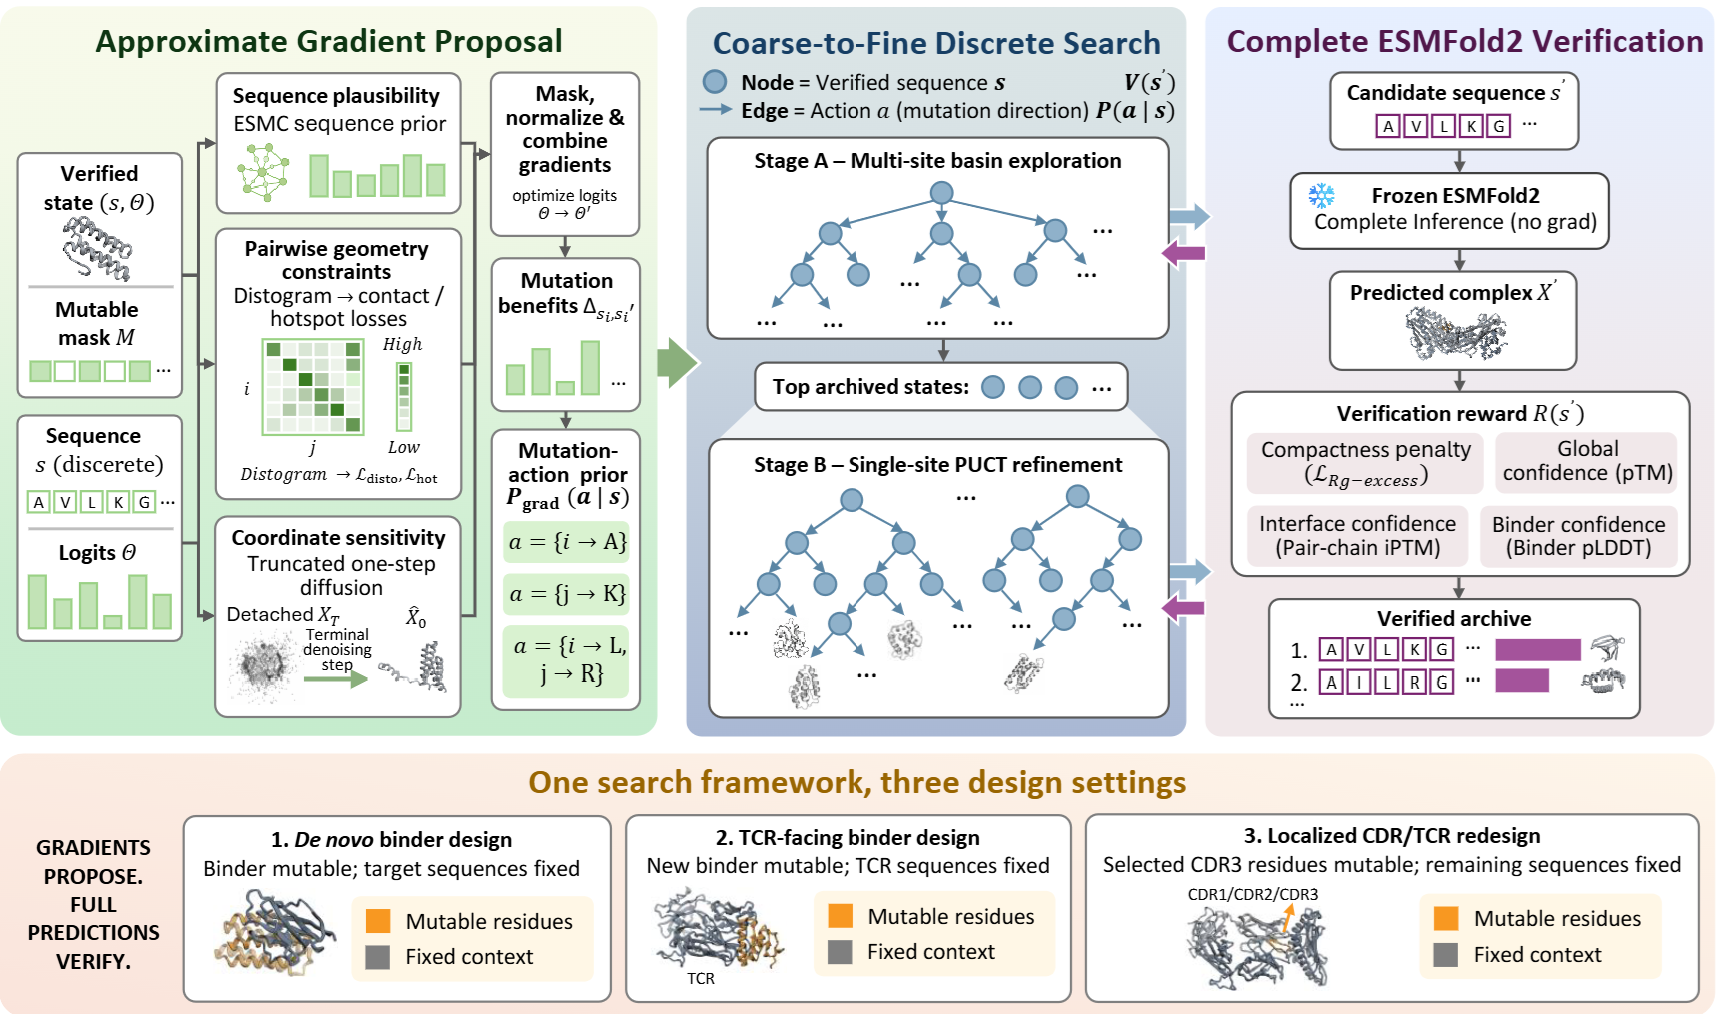 Approximate Gradient Proposal
Verified
state (s, Θ)
Mutable
mask M
...
Sequence
s (discerete)
A V L K G ...
Logits Θ
Sequence plausibility
ESMC sequence prior
Pairwise geometry
constraints
Distogram → contact /
hotspot losses
High
i
j
Low
Distogram → ℒdisto, ℒhot
Coordinate sensitivity
Truncated one-step
diffusion
Detached X_T
X̂₀
Terminal
denoising
step
Mask,
normalize &
combine
gradients
optimize logits
Θ → Θ′
Mutation
benefits Δ_{s_i,s_i′}
...
Mutation-
action prior
P_grad (a | s)
a = {i → A}
a = {j → K}
a = {i → L,
j → R}
Coarse-to-Fine Discrete Search
Node = Verified sequence s V(s′)
Edge = Action a (mutation direction) P(a | s)
Stage A – Multi-site basin exploration
...
... ...
... ... ... ...
Top archived states: ...
Stage B – Single-site PUCT refinement
...
... ... ... ...
...
Complete ESMFold2 Verification
Candidate sequence s′
A V L K G ...
Frozen ESMFold2
Complete Inference (no grad)
Predicted complex X′
Verification reward R(s′)
Compactness penalty
(ℒ_{Rg−excess})
Global
confidence (pTM)
Interface confidence
(Pair-chain iPTM)
Binder confidence
(Binder pLDDT)
Verified archive
1. A V L K G ...
2. A I L R G ...
...
One search framework, three design settings
GRADIENTS
PROPOSE.
FULL
PREDICTIONS
VERIFY.
1. De novo binder design
Binder mutable; target sequences fixed
Mutable residues
Fixed context
2. TCR-facing binder design
New binder mutable; TCR sequences fixed
TCR
Mutable residues
Fixed context
3. Localized CDR/TCR redesign
Selected CDR3 residues mutable; remaining sequences fixed
CDR1/CDR2/CDR3
Mutable residues
Fixed context